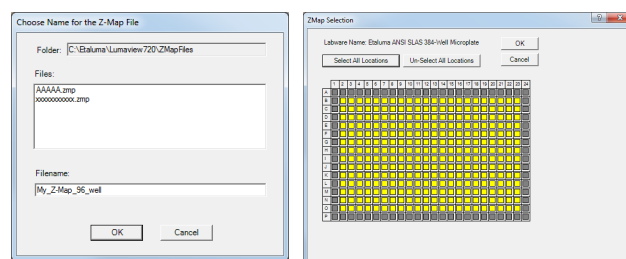 Choose Name for the Z-Map File
Folder: C:\Etaluma\Lumaview720\ZMapFiles
Files:
AAAAA.zmp
xxxxxxxxxxx.zmp
Filename:
My_Z-Map_96_well
OK Cancel
ZMap Selection
Labware Name: Etaluma ANSI SLAS 384-Well Microplate OK
Select All Locations Un-Select All Locations Cancel
1 2 3 4 5 6 7 8 9 10 11 12 13 14 15 16 17 18 19 20 21 22 23 24
A
B
C
D
E
F
G
H
I
J
K
L
M
N
O
P